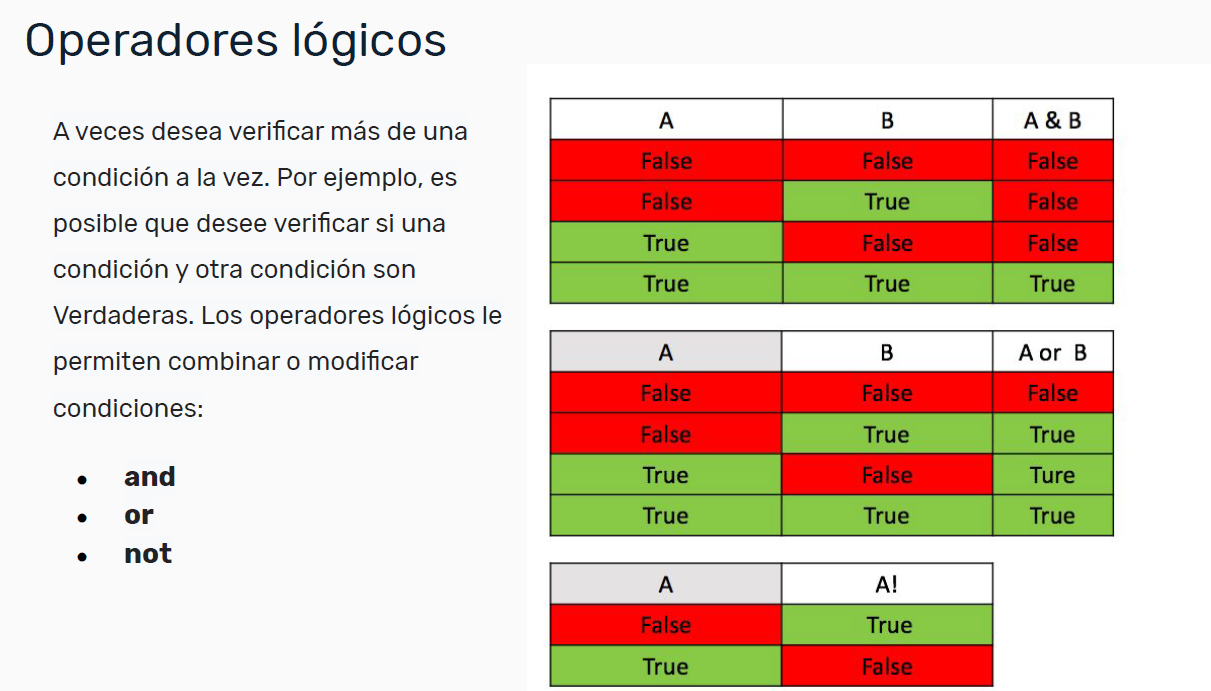 Operadores lógicos
A veces desea verificar más de una
condición a la vez. Por ejemplo, es
posible que desee verificar si una
condición y otra condición son
Verdaderas. Los operadores lógicos le
permiten combinar o modificar
condiciones:
• and
• or
• not
A B A & B
False False False
False True False
True False False
True True True
A B A or B
False False False
False True True
True False Ture
True True True
A A!
False True
True False